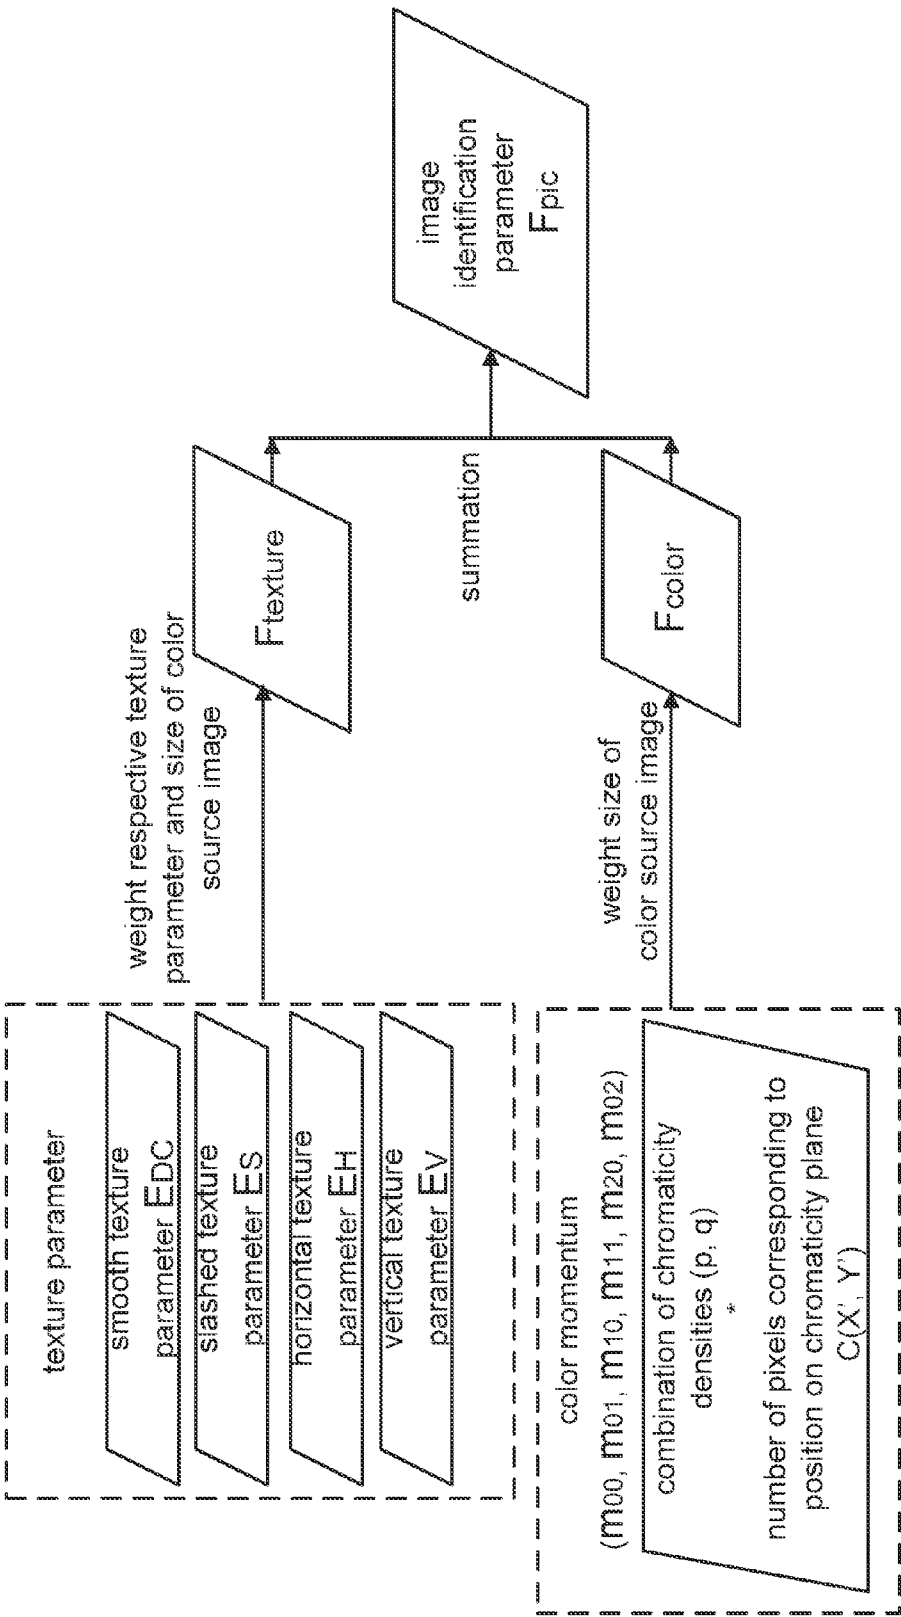 texture parameter
smooth texture
parameter EDC
slashed texture
parameter ES
horizontal texture
parameter EH
vertical texture
parameter EV
weight respective texture
parameter and size of color
source image
Ftexture
color momentum
(m00, m01, m10, m11, m20, m02)
combination of chromaticity
densities (p, q)
*
number of pixels corresponding to
position on chromaticity plane
C(X', Y')
weight size of
color source image
Fcolor
summation
image
identification
parameter
Fpic